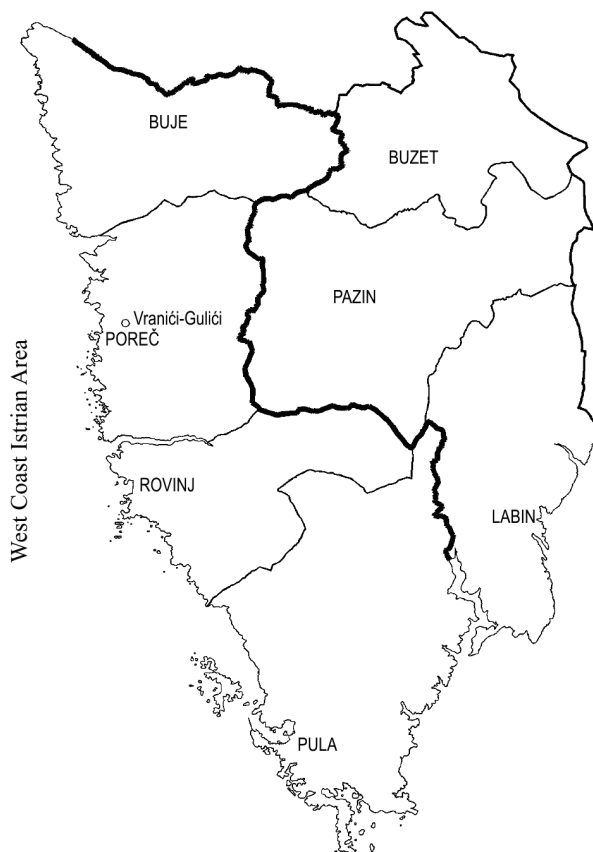 BUJE
BUZET
PAZIN
Vranići-Gulići
POREČ
West Coast Istrian Area
ROVINJ
LABIN
PULA